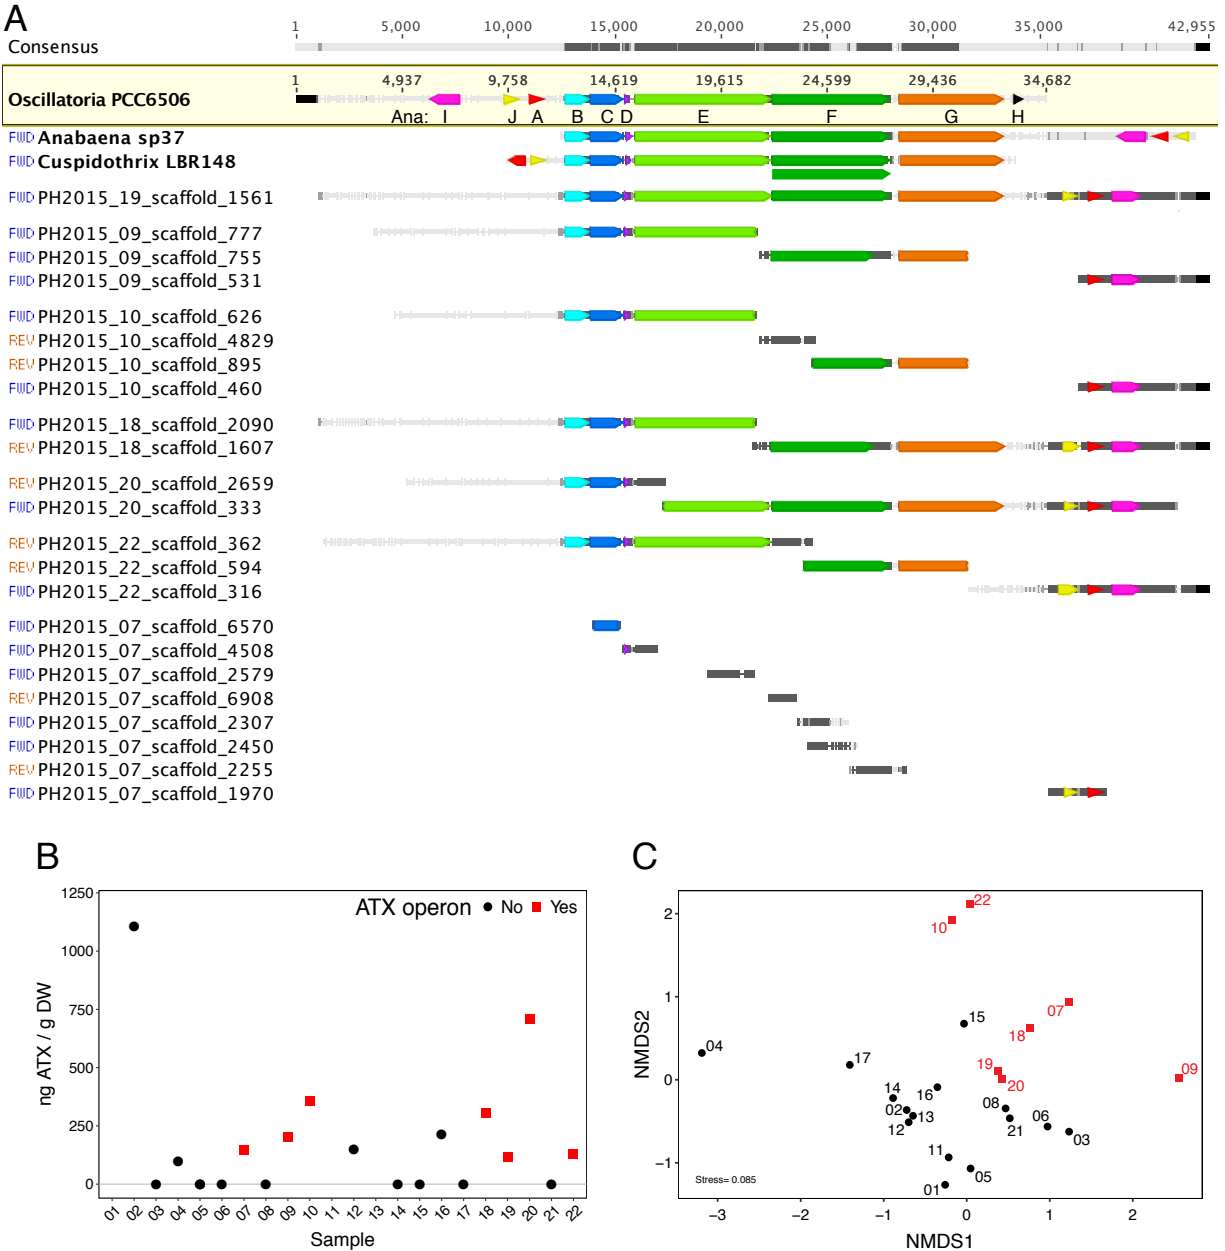 A
1 5,000 10,000 15,000 20,000 25,000 30,000 35,000 42,955
Consensus
1 4,937 9,758 14,619 19,615 24,599 29,436 34,682
Oscillatoria PCC6506
Ana: I J A B C D E F G H
FWD Anabaena sp37
FWD Cuspidothrix LBR148
FWD PH2015_19_scaffold_1561
FWD PH2015_09_scaffold_777
FWD PH2015_09_scaffold_755
FWD PH2015_09_scaffold_531
FWD PH2015_10_scaffold_626
REV PH2015_10_scaffold_4829
REV PH2015_10_scaffold_895
FWD PH2015_10_scaffold_460
FWD PH2015_18_scaffold_2090
REV PH2015_18_scaffold_1607
REV PH2015_20_scaffold_2659
FWD PH2015_20_scaffold_333
REV PH2015_22_scaffold_362
REV PH2015_22_scaffold_594
FWD PH2015_22_scaffold_316
FWD PH2015_07_scaffold_6570
FWD PH2015_07_scaffold_4508
FWD PH2015_07_scaffold_2579
REV PH2015_07_scaffold_6908
FWD PH2015_07_scaffold_2307
FWD PH2015_07_scaffold_2450
REV PH2015_07_scaffold_2255
FWD PH2015_07_scaffold_1970
B
ATX operon No Yes
ng ATX / g DW
1250
1000
750
500
250
0
01 02 03 04 05 06 07 08 09 10 11 12 13 14 15 16 17 18 19 20 21 22
Sample
C
NMDS2
2
1
0
−1
22
10
07
15
18
04
17
19
09
20
14
16
02
13
12
08
21
06
03
11
05
01
Stress= 0.085
−3 −2 −1 0 1 2
NMDS1